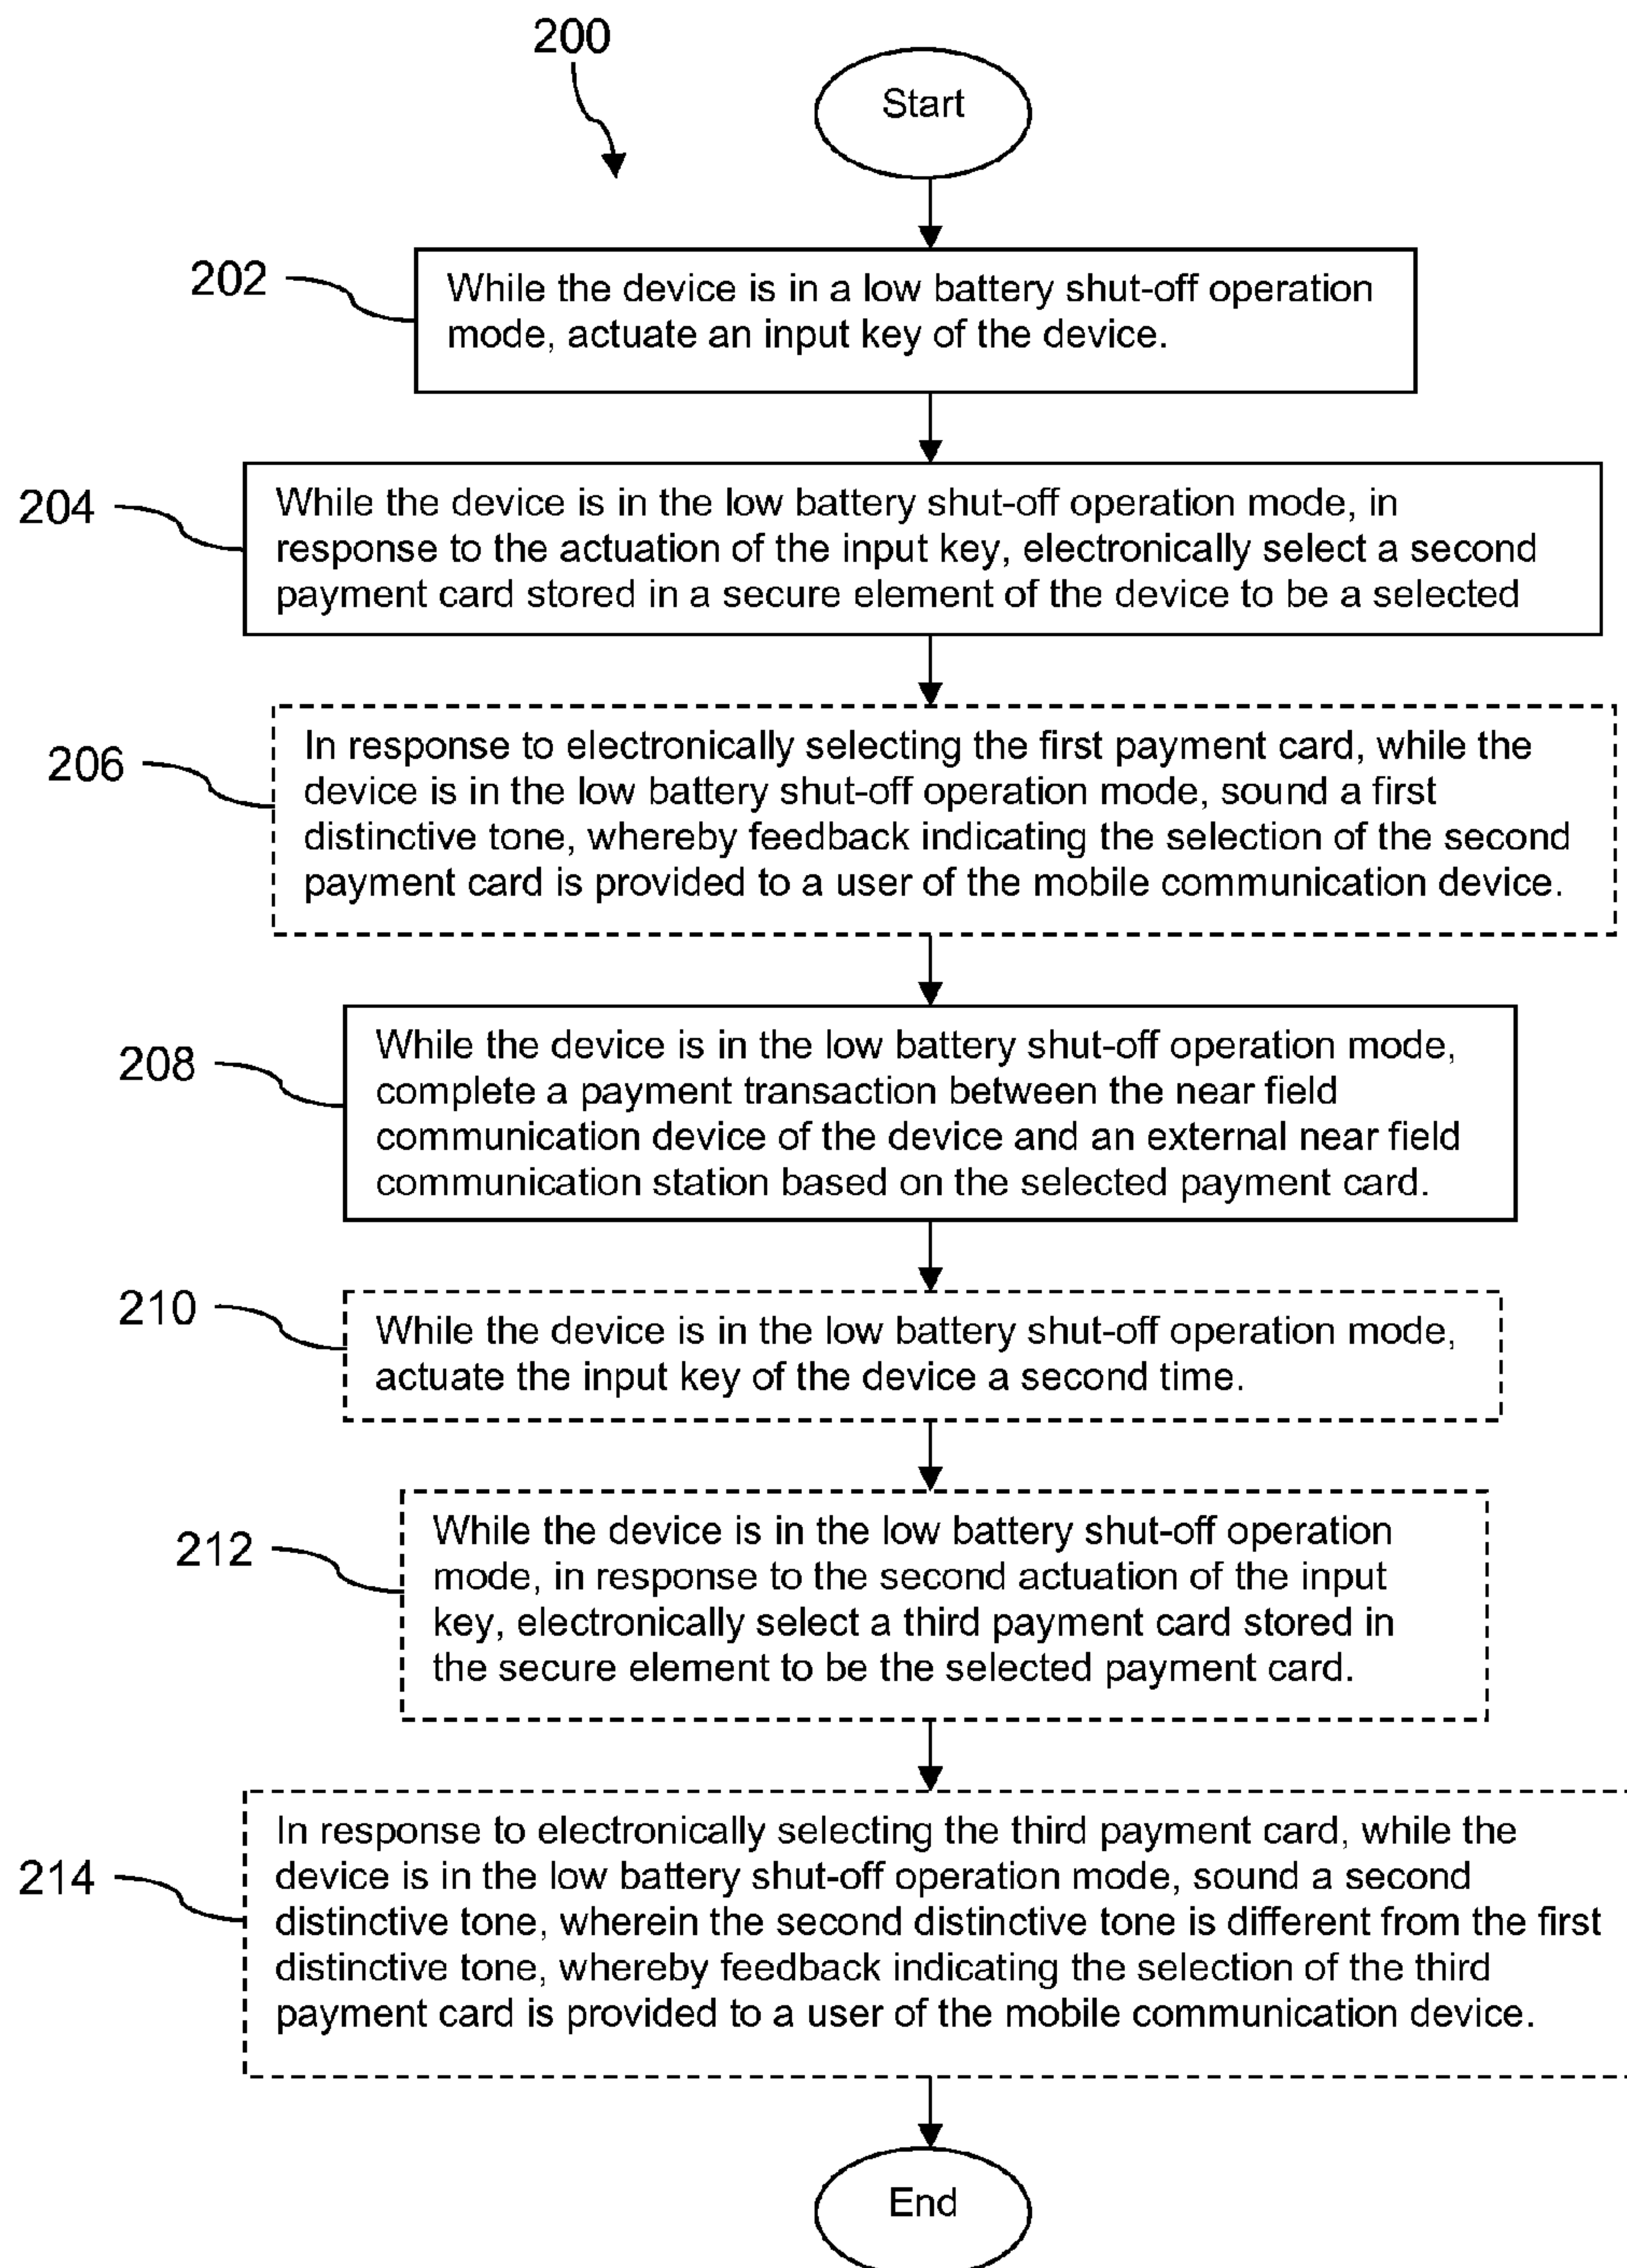 200
Start
202
While the device is in a low battery shut-off operation
mode, actuate an input key of the device.
204
While the device is in the low battery shut-off operation mode, in
response to the actuation of the input key, electronically select a second
payment card stored in a secure element of the device to be a selected
206
In response to electronically selecting the first payment card, while the
device is in the low battery shut-off operation mode, sound a first
distinctive tone, whereby feedback indicating the selection of the second
payment card is provided to a user of the mobile communication device.
208
While the device is in the low battery shut-off operation mode,
complete a payment transaction between the near field
communication device of the device and an external near field
communication station based on the selected payment card.
210
While the device is in the low battery shut-off operation mode,
actuate the input key of the device a second time.
212
While the device is in the low battery shut-off operation
mode, in response to the second actuation of the input
key, electronically select a third payment card stored in
the secure element to be the selected payment card.
214
In response to electronically selecting the third payment card, while the
device is in the low battery shut-off operation mode, sound a second
distinctive tone, wherein the second distinctive tone is different from the first
distinctive tone, whereby feedback indicating the selection of the third
payment card is provided to a user of the mobile communication device.
End